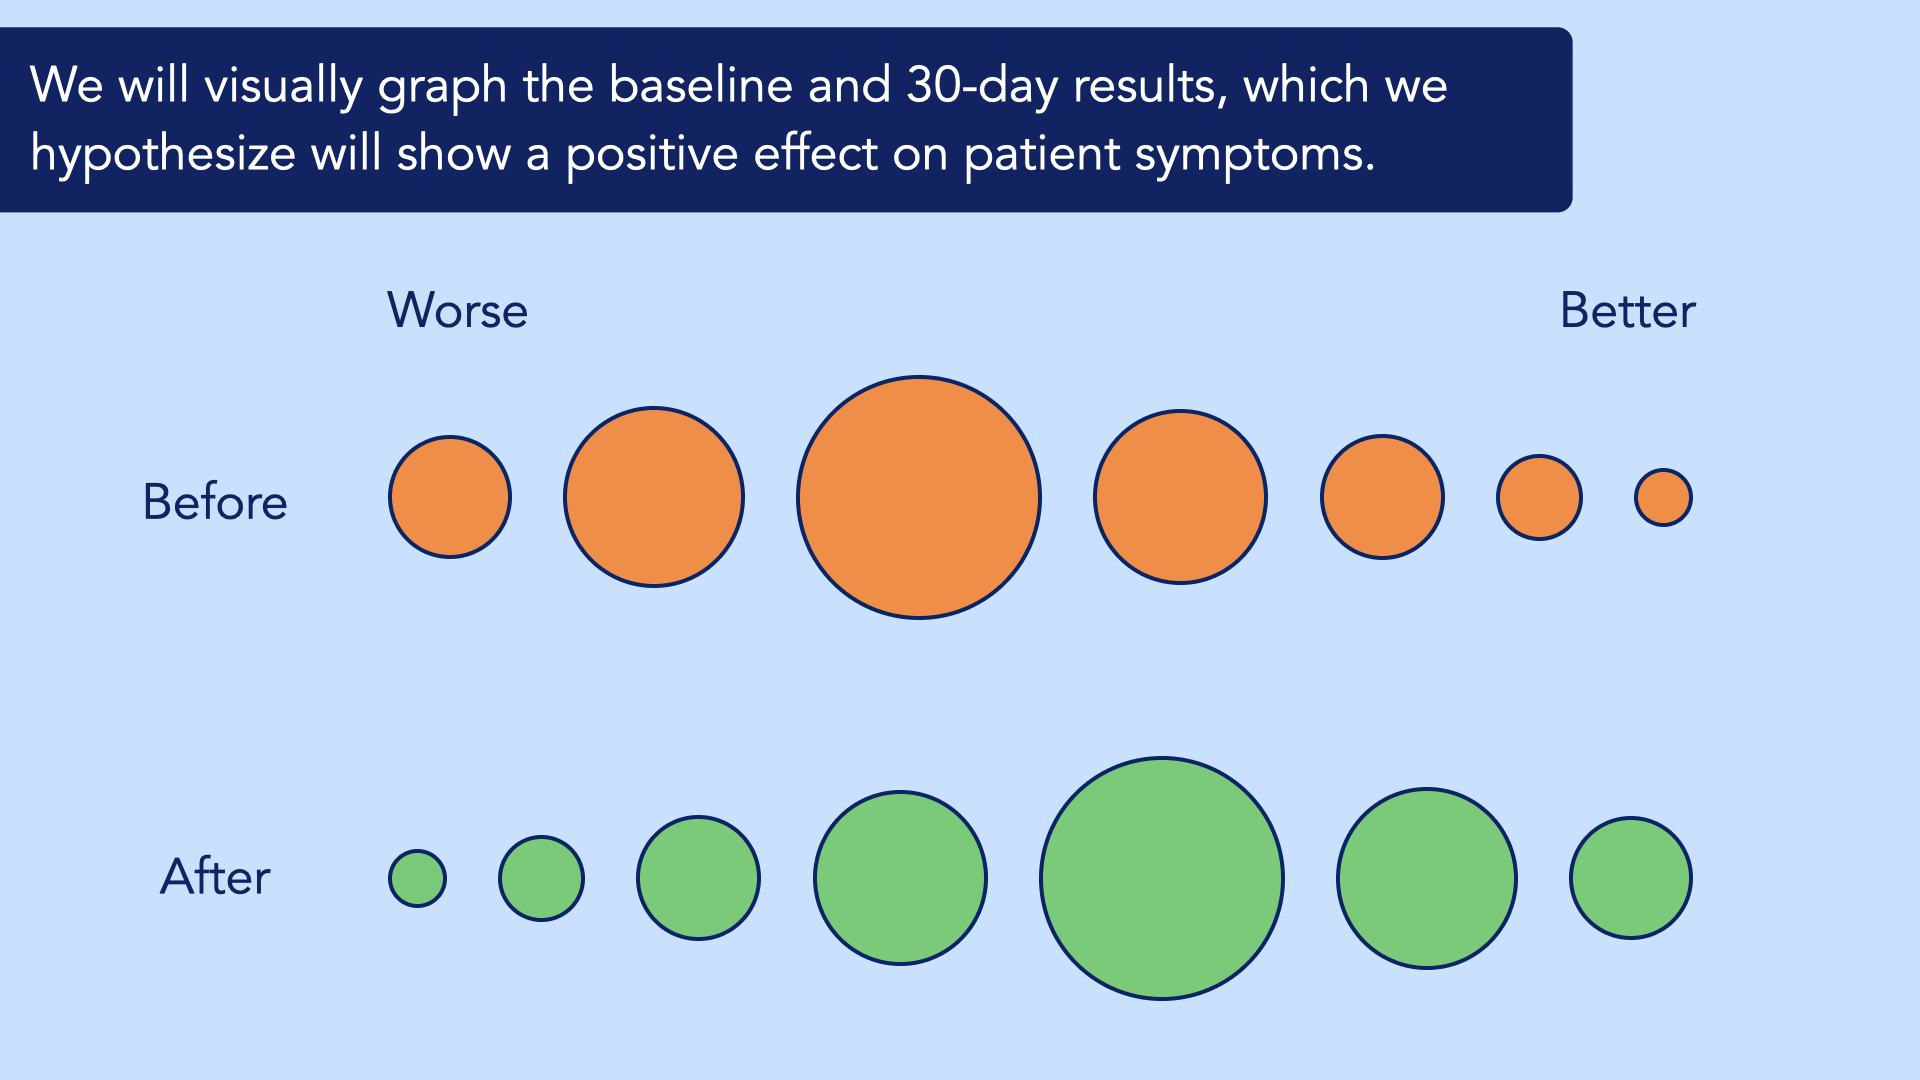 We will visually graph the baseline and 30-day results, which we
hypothesize will show a positive effect on patient symptoms.
Worse
Better
Before
After